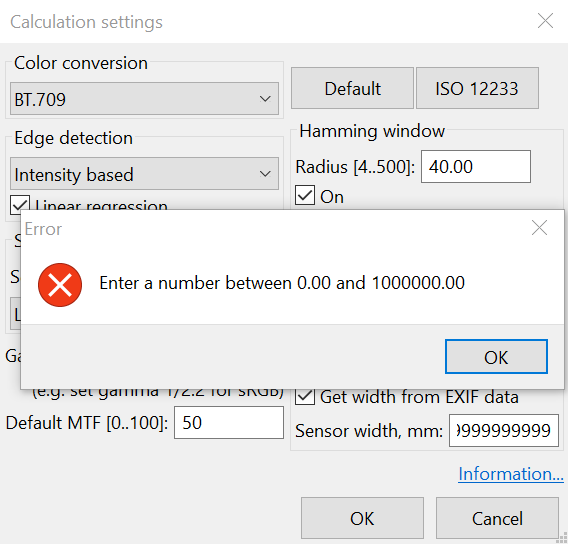 Calculation settings
Color conversion
BT.709
Default
ISO 12233
Edge detection
Intensity based
Linear regression
Hamming window
Radius [4..500]:
40.00
On
Error
Enter a number between 0.00 and 1000000.00
OK
(e.g. set gamma 1/2.2 for sRGB)
Default MTF [0..100]:
50
Get width from EXIF data
Sensor width, mm:
9999999999
Information...
OK
Cancel